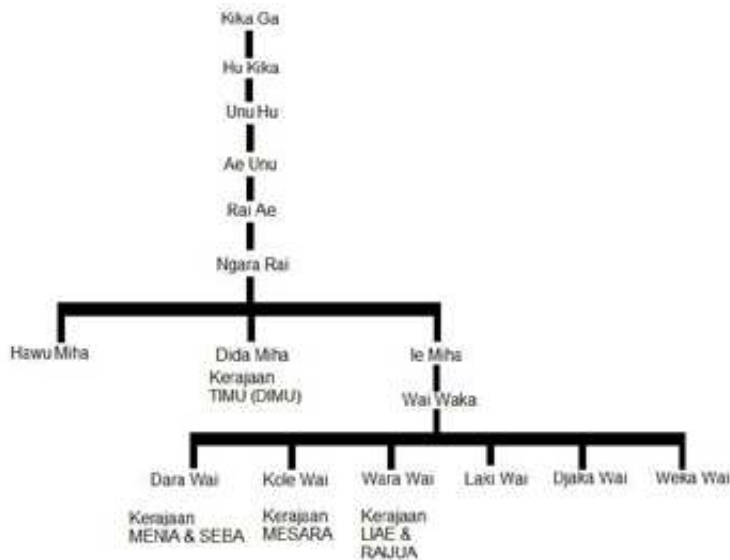 Kika Ga
Hu Kika
Unu Hu
Ae Unu
Rai Ae
Ngara Rai
Hawu Miha
Dida Miha
Ie Miha
Kerajaan
TIMU (DIMU)
Wai Waka
Dara Wai
Kole Wai
Wara Wai
Laki Wai
Djaka Wai
Weka Wai
Kerajaan
MENIA & SEBA
Kerajaan
MESARA
Kerajaan
LIAE &
RAIJUA